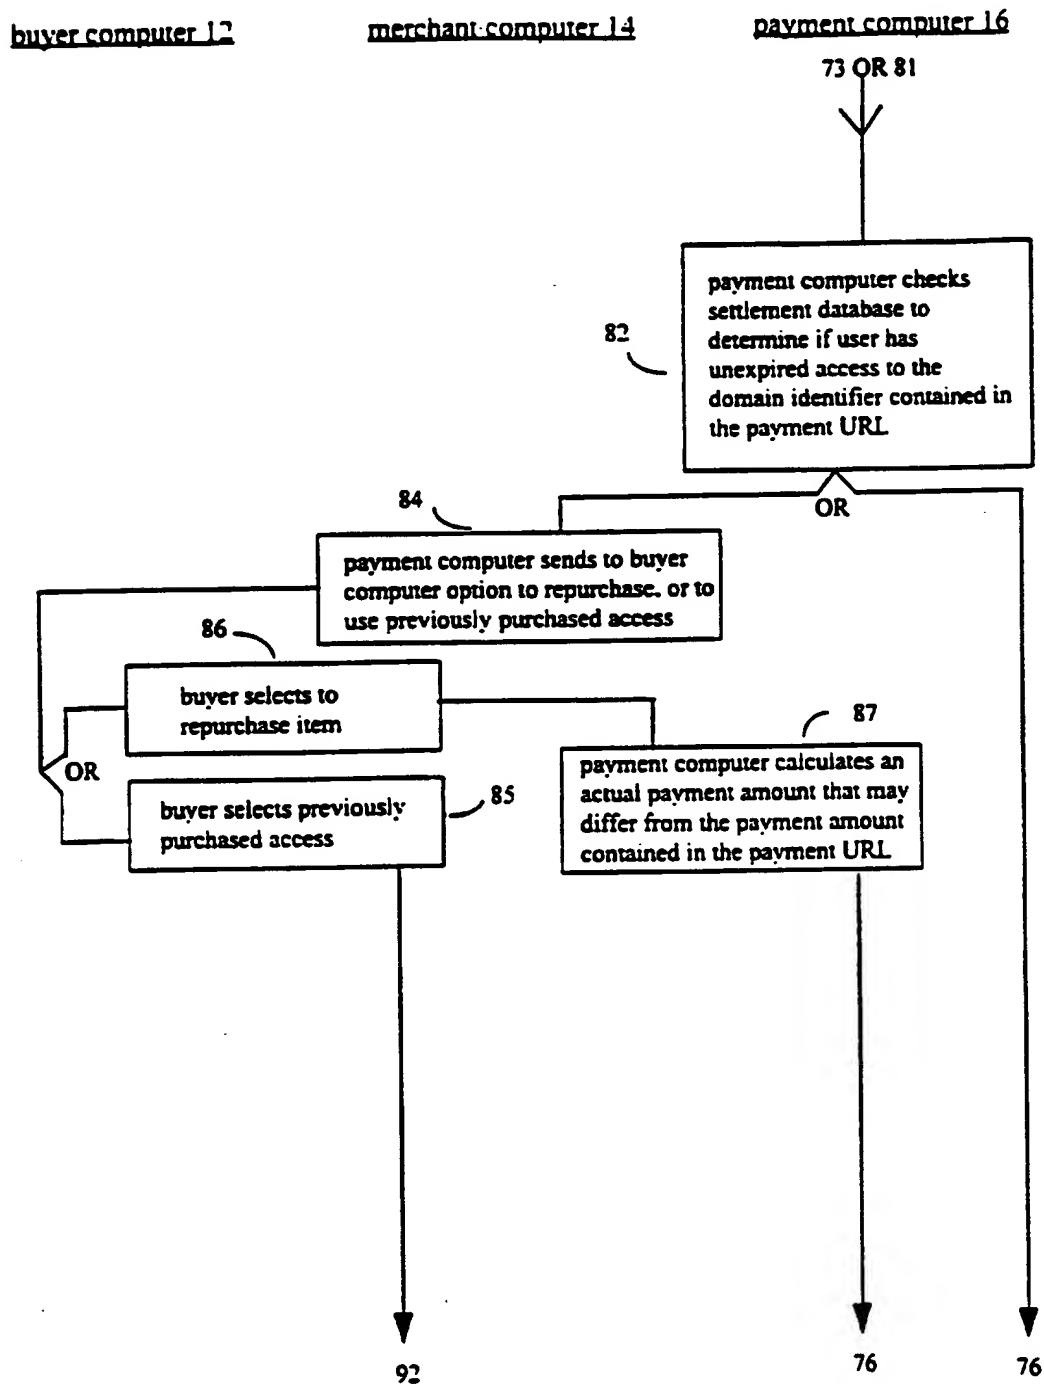 buyer computer 12
merchant computer 14
payment computer 16
73 OR 81
82
payment computer checks
settlement database to
determine if user has
unexpired access to the
domain identifier contained in
the payment URL
OR
84
payment computer sends to buyer
computer option to repurchase, or to
use previously purchased access
86
buyer selects to
repurchase item
87
payment computer calculates an
actual payment amount that may
differ from the payment amount
contained in the payment URL
OR
85
buyer selects previously
purchased access
92
76
76